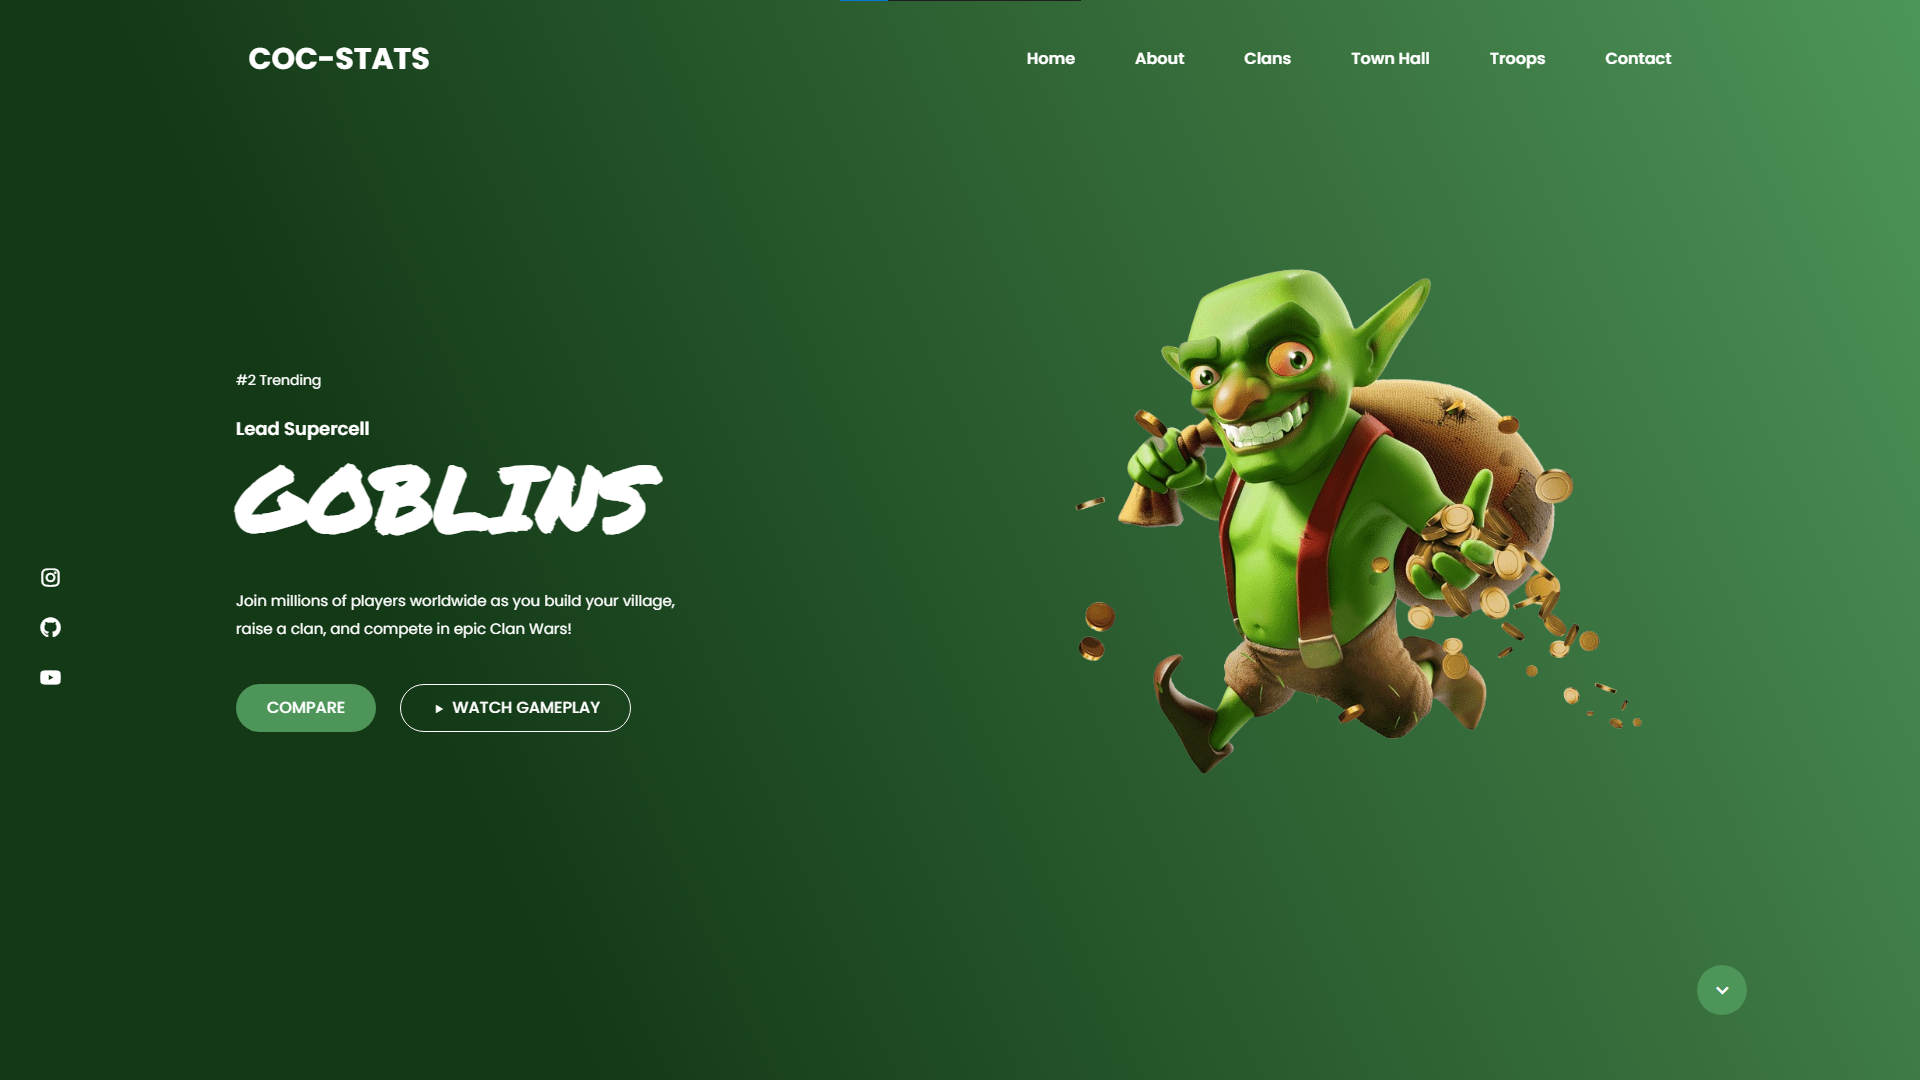 COC-STATS
Home
About
Clans
Town Hall
Troops
Contact
#2 Trending
Lead Supercell
GOBLINS
Join millions of players worldwide as you build your village,
raise a clan, and compete in epic Clan Wars!
COMPARE
WATCH GAMEPLAY